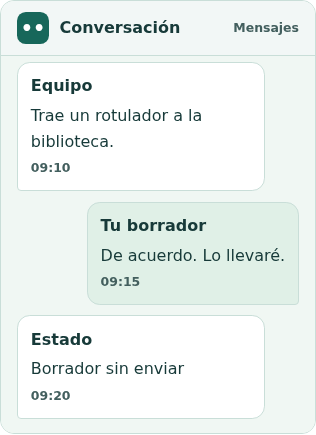 Conversación
Mensajes
Equipo
Trae un rotulador a la
biblioteca.
09:10
Tu borrador
De acuerdo. Lo llevaré.
09:15
Estado
Borrador sin enviar
09:20